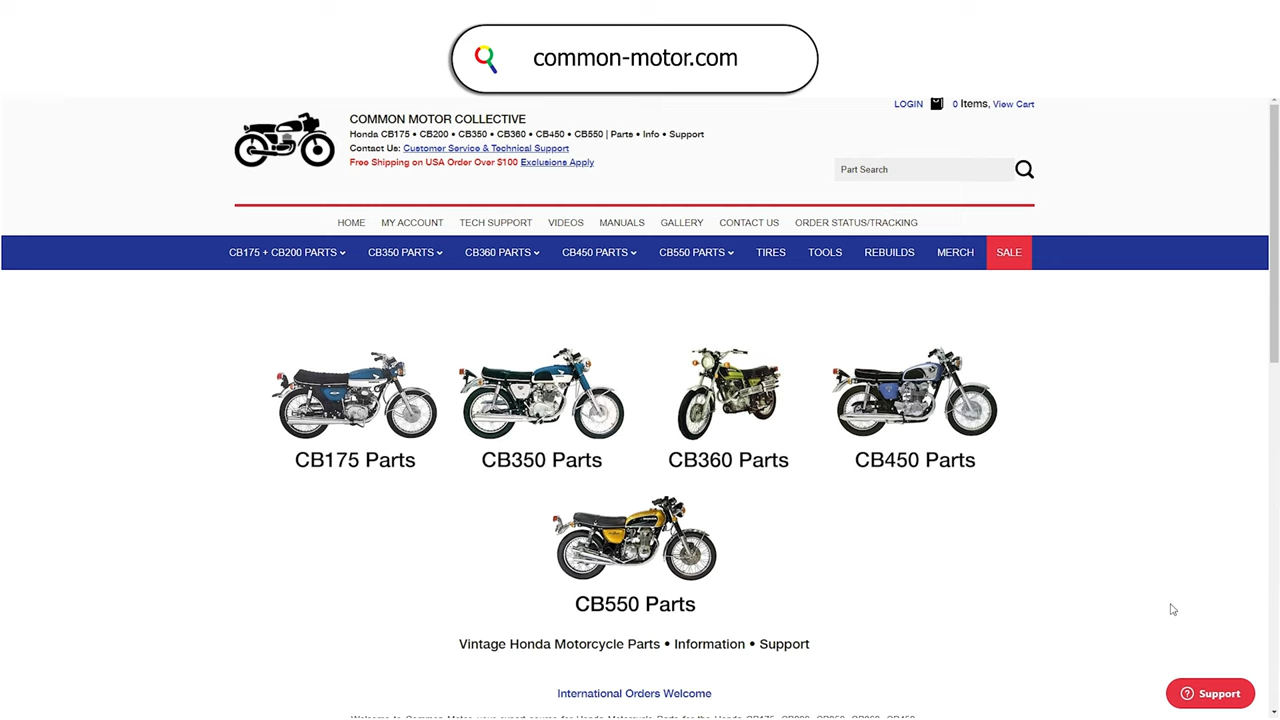 common-motor.com
LOGIN 0 Items, View Cart
COMMON MOTOR COLLECTIVE
Honda CB175 • CB200 • CB350 • CB360 • CB450 • CB550 | Parts • Info • Support
Contact Us: Customer Service & Technical Support
Free Shipping on USA Order Over $100 Exclusions Apply
Part Search
HOME MY ACCOUNT TECH SUPPORT VIDEOS MANUALS GALLERY CONTACT US ORDER STATUS/TRACKING
CB175 + CB200 PARTS CB350 PARTS CB360 PARTS CB450 PARTS CB550 PARTS TIRES TOOLS REBUILDS MERCH SALE
CB175 Parts CB350 Parts CB360 Parts CB450 Parts
CB550 Parts
Vintage Honda Motorcycle Parts • Information • Support
International Orders Welcome
Support